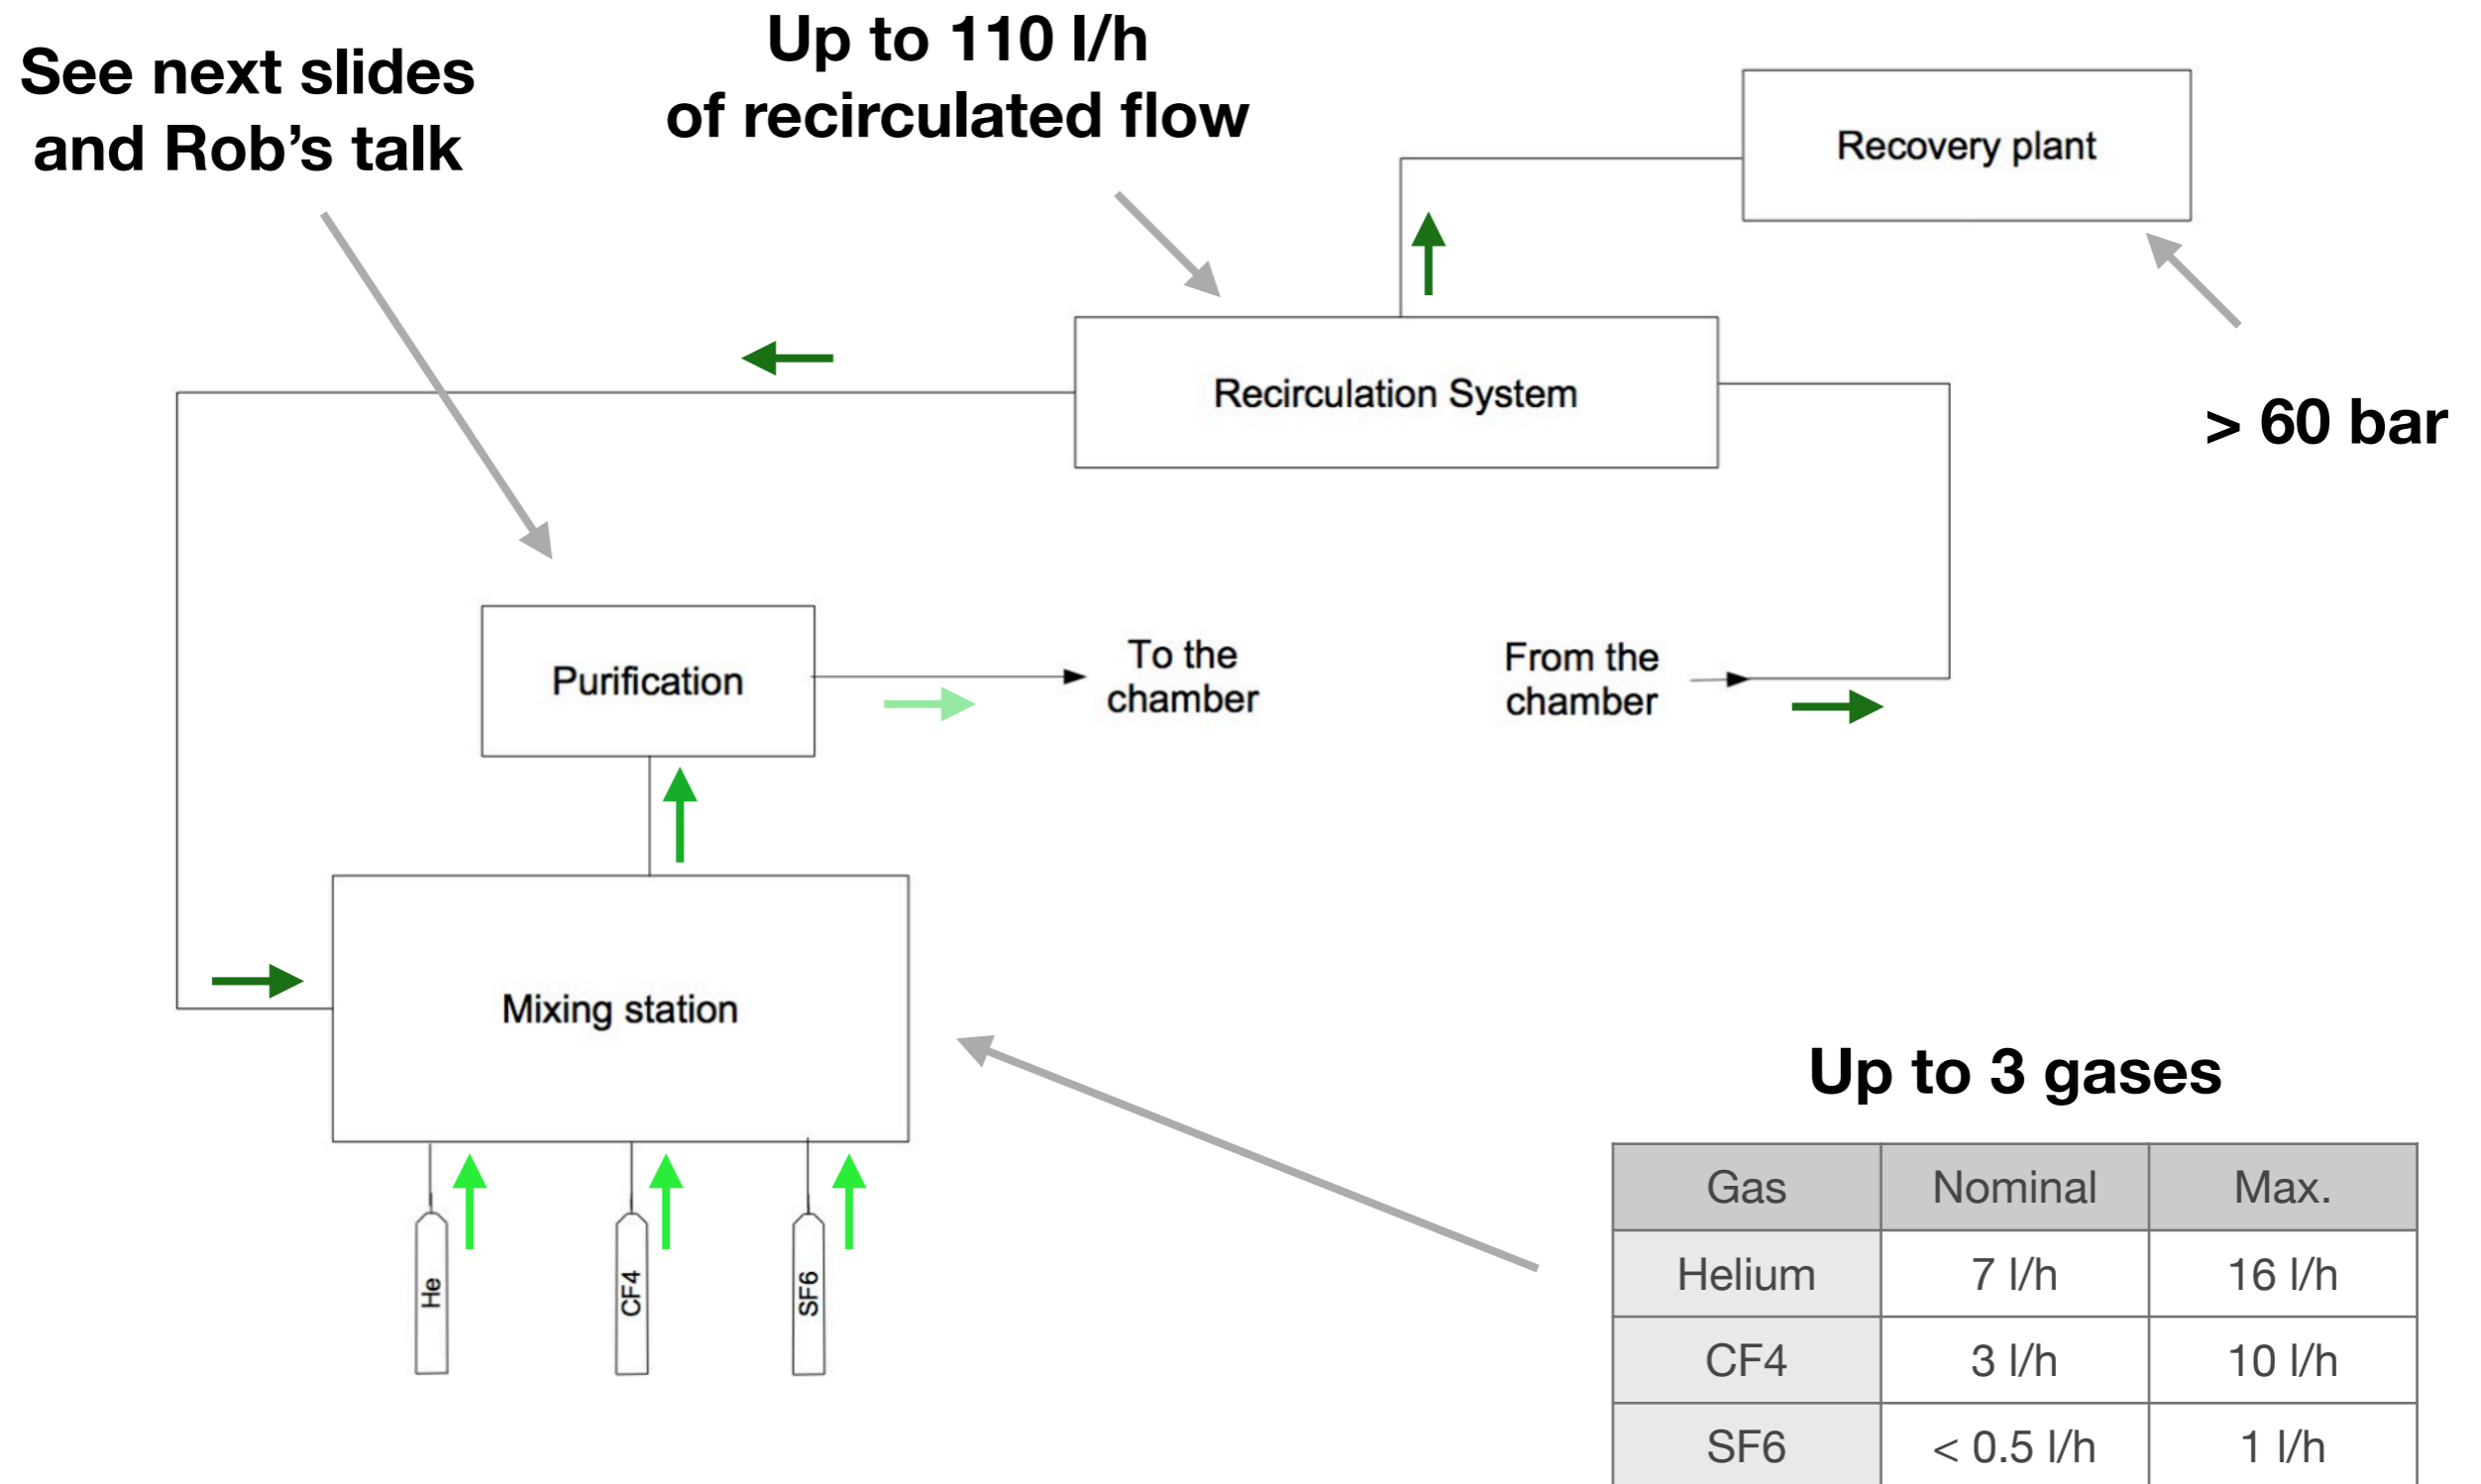 See next slides
and Rob's talk
Up to 110 l/h
of recirculated flow
Recovery plant
Recirculation System
> 60 bar
Purification
To the
chamber
From the
chamber
Mixing station
He
CF4
SF6
Up to 3 gases
Gas Nominal Max.
Helium 7 l/h 16 l/h
CF4 3 l/h 10 l/h
SF6 < 0.5 l/h 1 l/h